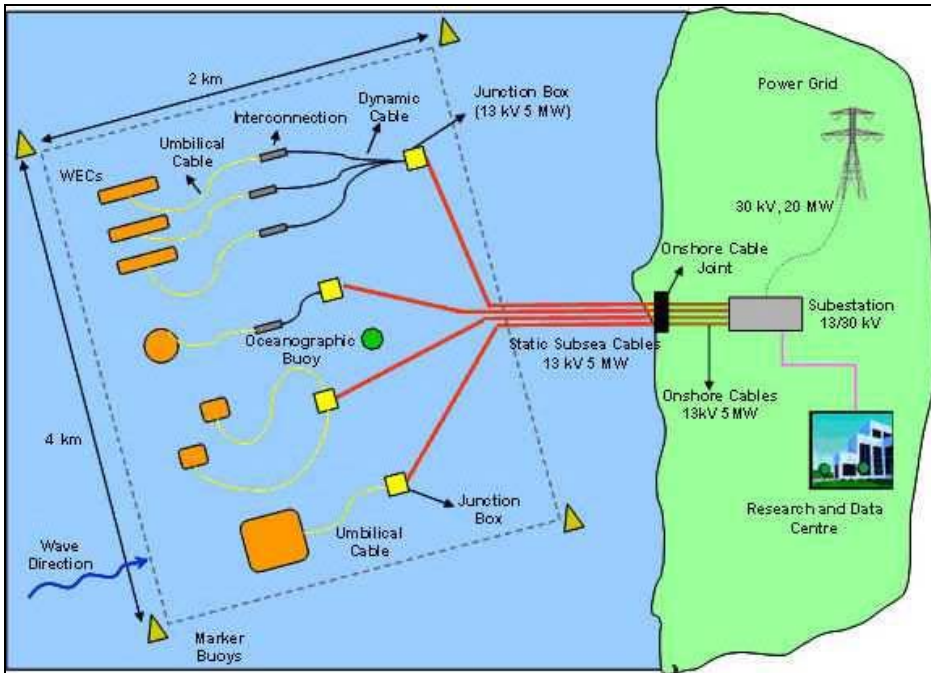 2 km
Junction Box
(13 kV 5 MW)
Dynamic
Cable
Interconnection
Umbilical
Cable
WECs
Power Grid
30 kV, 20 MW
Onshore Cable
Joint
Subestation
13/30 kV
Oceanographic
Buoy
Static Subsea Cables
13 kV 5 MW
Onshore Cables
13kV 5 MW
4 km
Junction
Box
Umbilical
Cable
Research and Data
Centre
Wave
Direction
Marker
Buoys